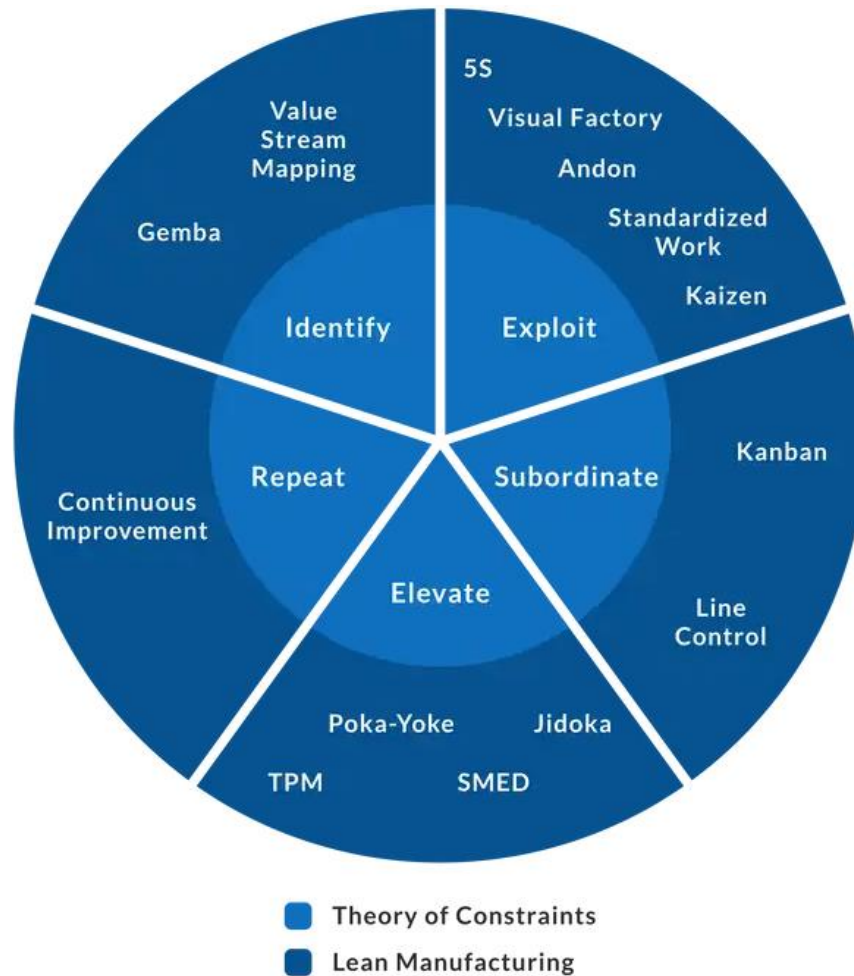 5S
Visual Factory
Andon
Standardized
Work
Kaizen
Value
Stream
Mapping
Gemba
Identify
Exploit
Repeat
Subordinate
Elevate
Kanban
Line
Control
Continuous
Improvement
Poka-Yoke
Jidoka
TPM
SMED
Theory of Constraints
Lean Manufacturing